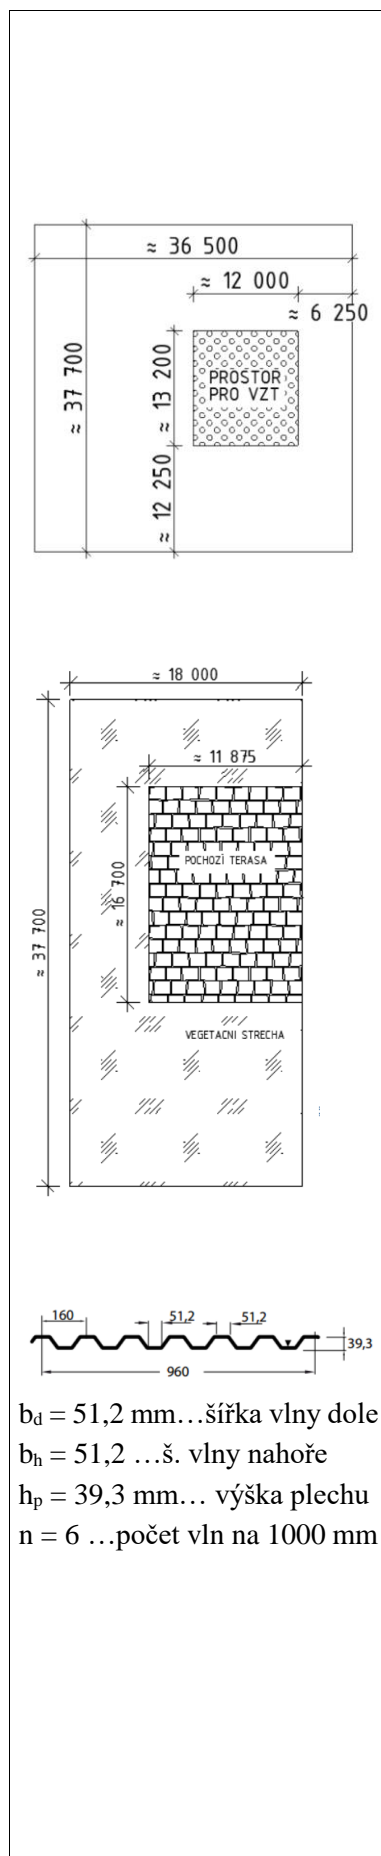 ≈ 36 500
≈ 12 000
≈ 6 250
≈ 37 700
≈ 13 200
PROSTOR
PRO VZT
≈ 12 250
≈ 18 000
≈ 11 875
≈ 37 700
≈ 16 700
POCHOZÍ TERASA
VEGETACNI STRECHA
160
51,2
51,2
39,3
960
bd = 51,2 mm…šířka vlny dole
bh = 51,2 …š. vlny nahoře
hp = 39,3 mm… výška plechu
n = 6 …počet vln na 1000 mm